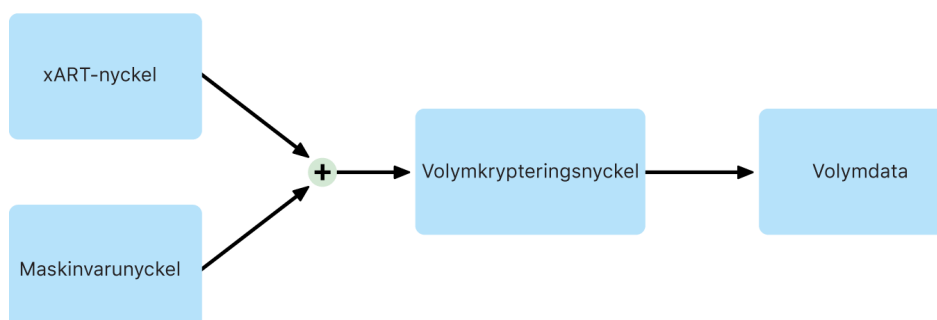 xART-nyckel
+
Volymkrypteringsnyckel
Volymdata
Maskinvarunyckel